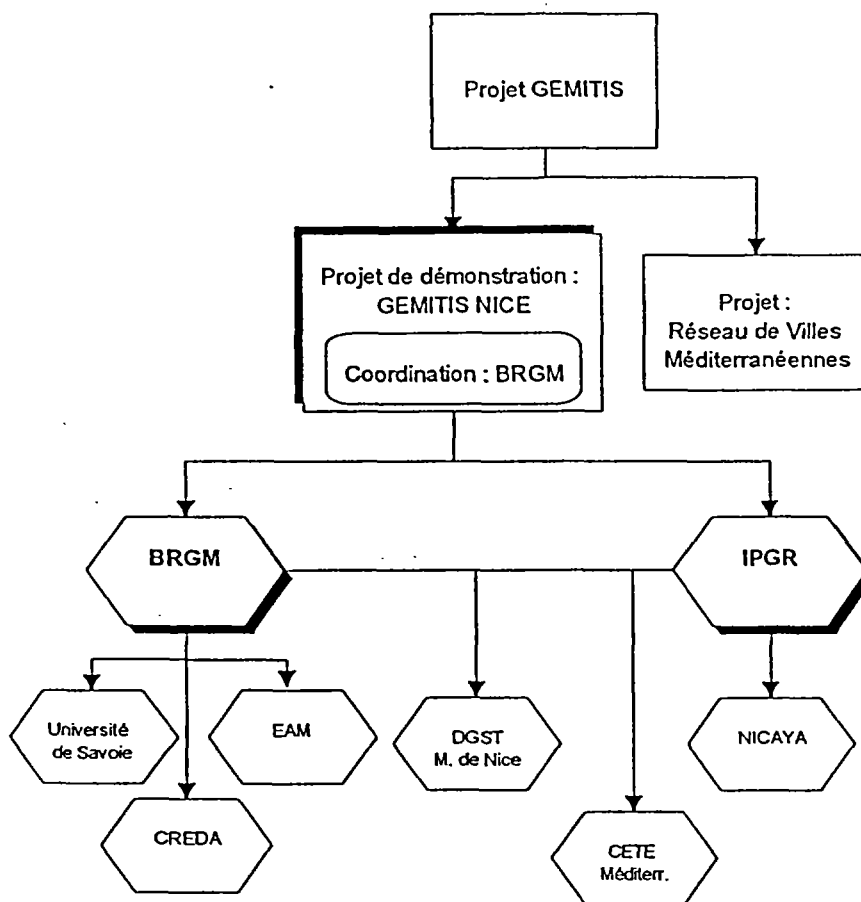 Projet GEMITIS
Projet de démonstration :
GEMITIS NICE
Coordination : BRGM
Projet :
Réseau de Villes
Méditerranéennes
BRGM
IPGR
Université
de Savoie
EAM
DGST
M. de Nice
NICAYA
CREDA
CETE
Méditerr.